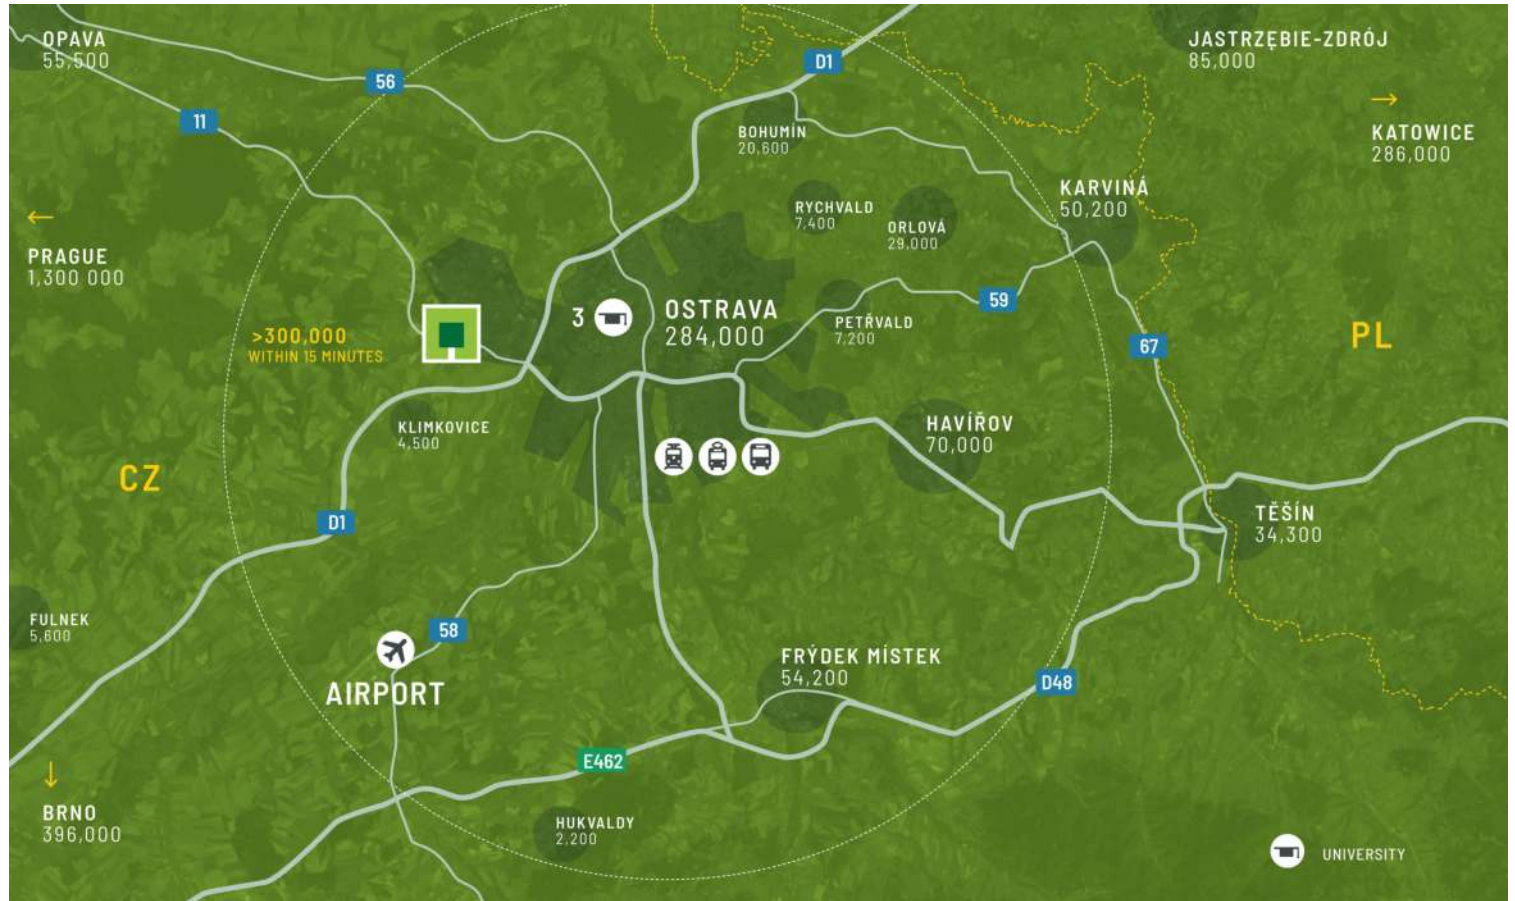 OPAVA
55,500
56
11
D1
JASTRZĘBIE-ZDRÓJ
85,000
→
KATOWICE
286,000
BOHUMÍN
20,600
RYCHVALD
7,400
ORLOVÁ
29,000
KARVINÁ
50,200
←
PRAGUE
1,300 000
>300,000
WITHIN 15 MINUTES
3
OSTRAVA
284,000
PETŘVALD
7,200
59
67
PL
KLIMKOVICE
4,500
HAVÍŘOV
70,000
CZ
D1
TĚŠÍN
34,300
FULNEK
5,600
58
AIRPORT
FRÝDEK MÍSTEK
54,200
D48
E462
↓
BRNO
396,000
HUKVALDY
2,200
UNIVERSITY